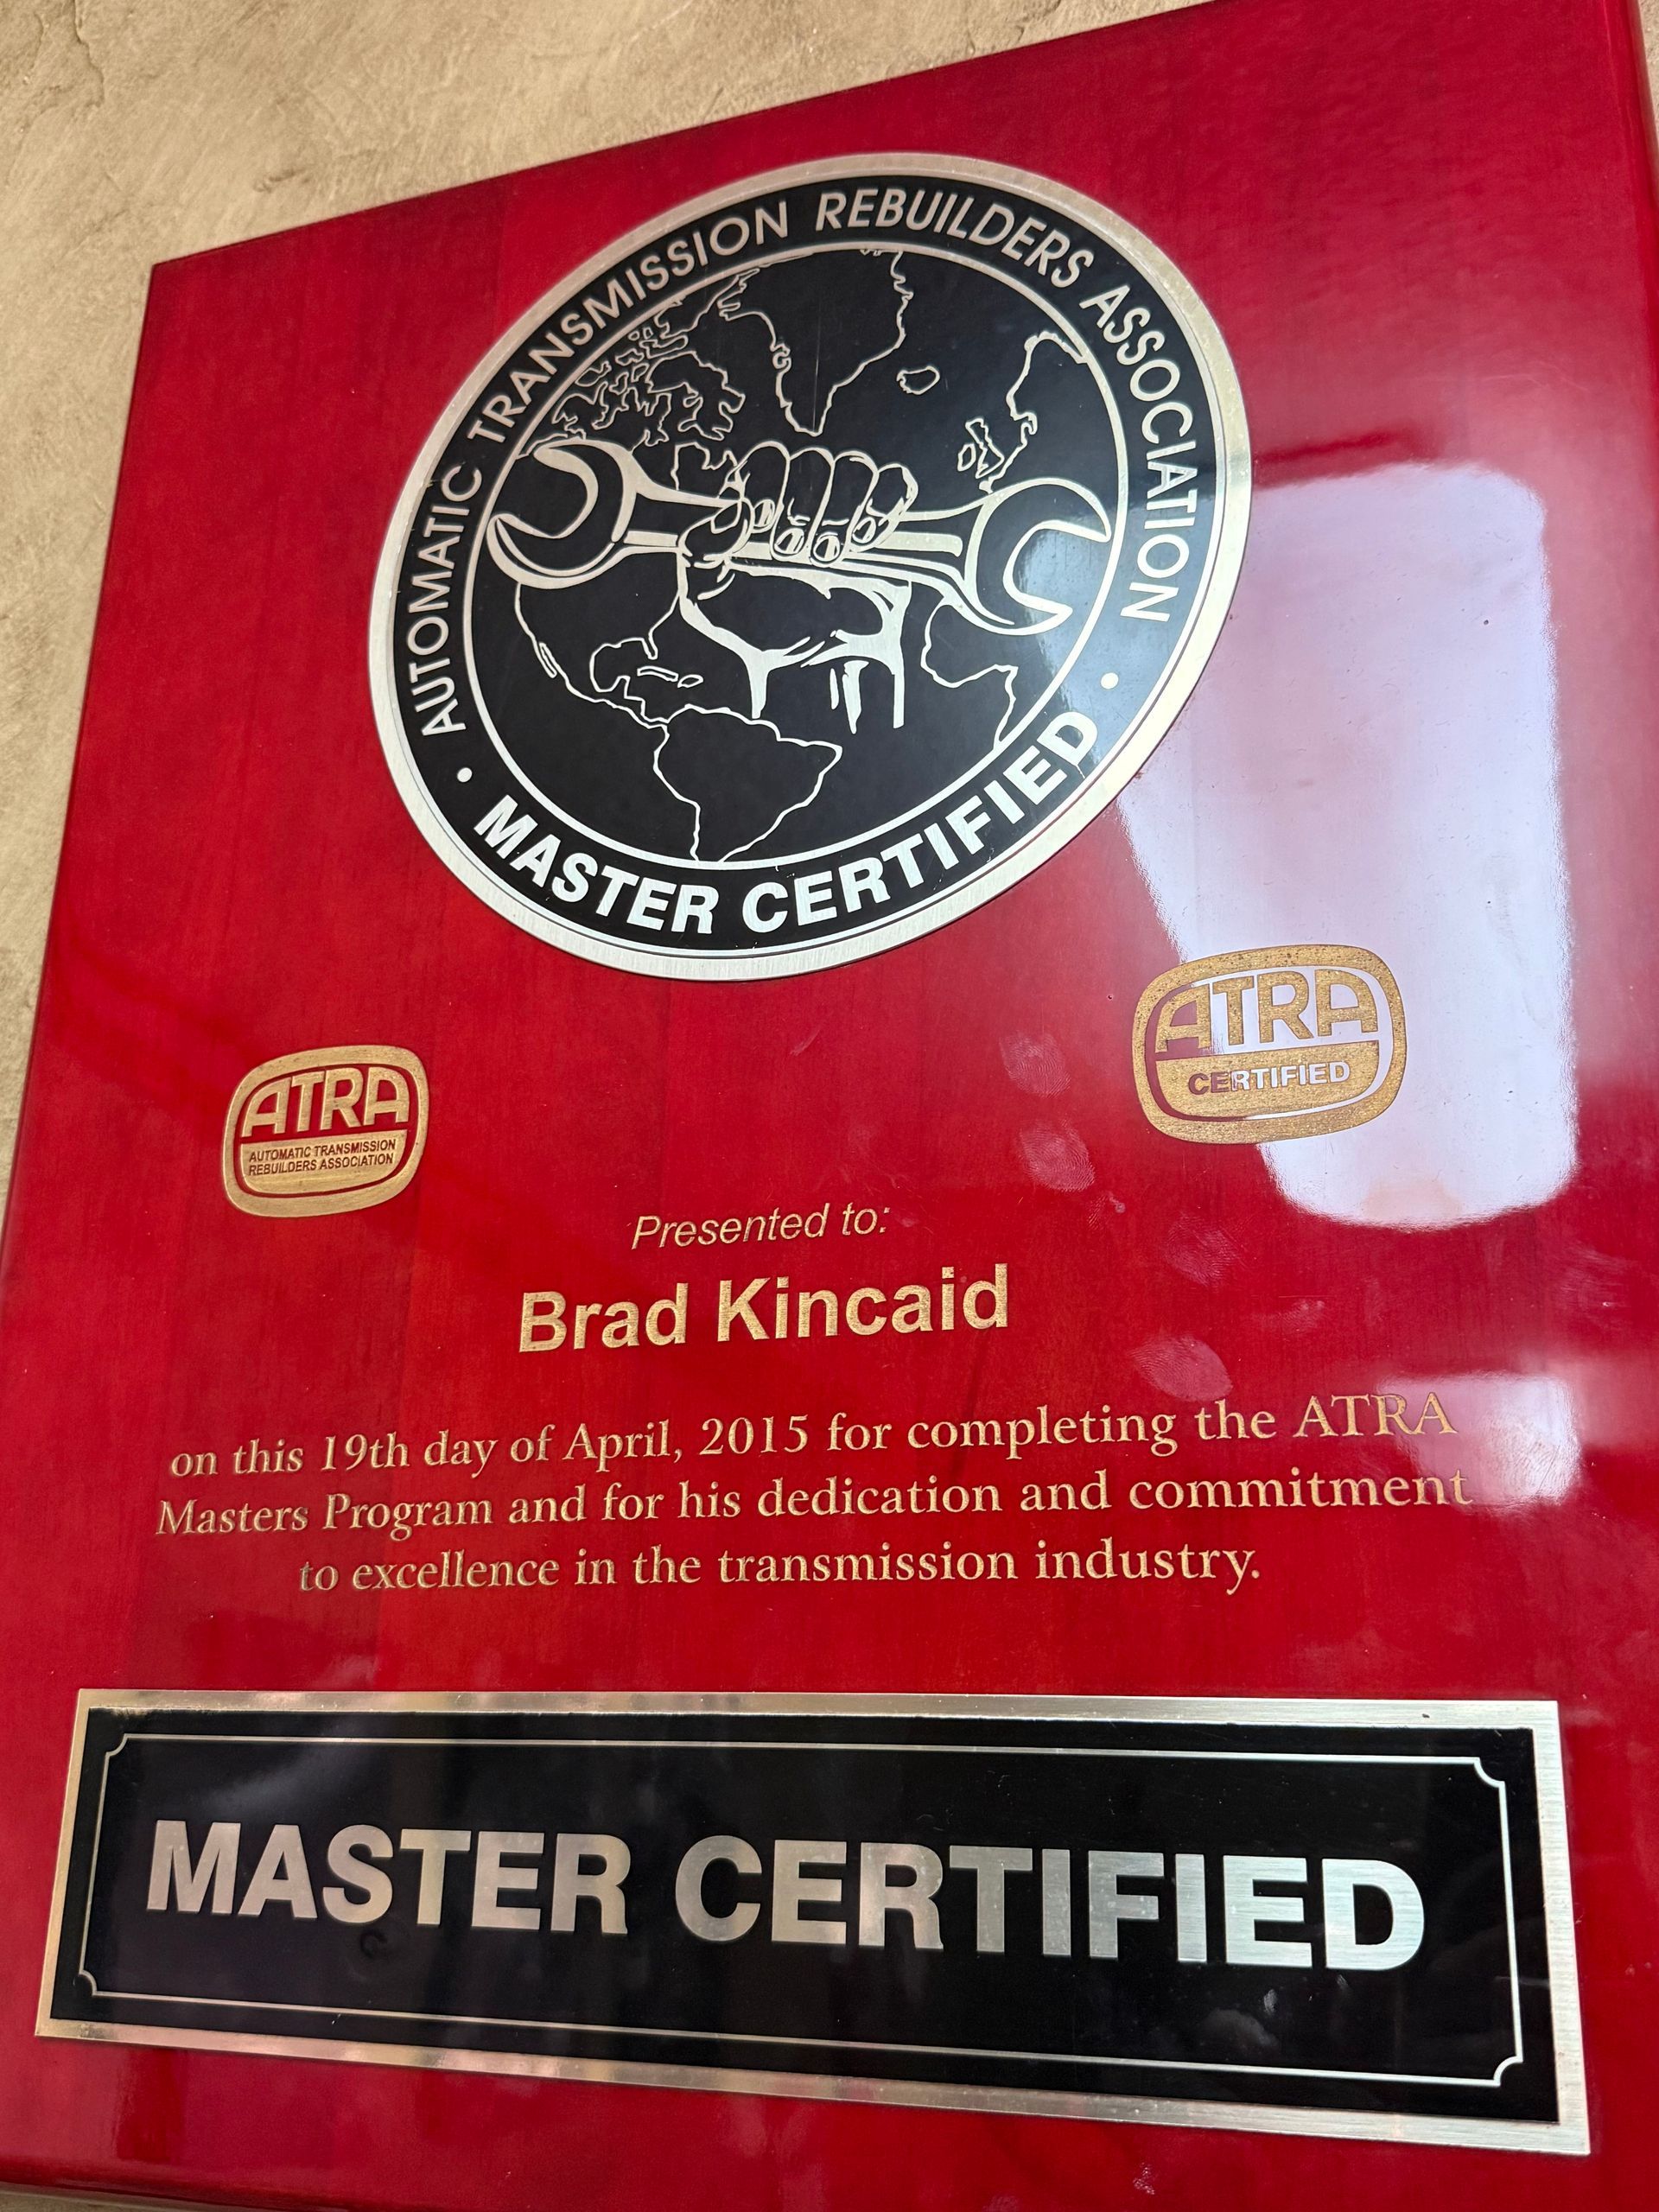 AUTOMATIC TRANSMISSION REBUILDERS ASSOCIATION
• MASTER CERTIFIED •
ATRA
AUTOMATIC TRANSMISSION
REBUILDERS ASSOCIATION
ATRA
CERTIFIED
Presented to:
Brad Kincaid
on this 19th day of April, 2015 for completing the ATRA
Masters Program and for his dedication and commitment
to excellence in the transmission industry.
MASTER CERTIFIED